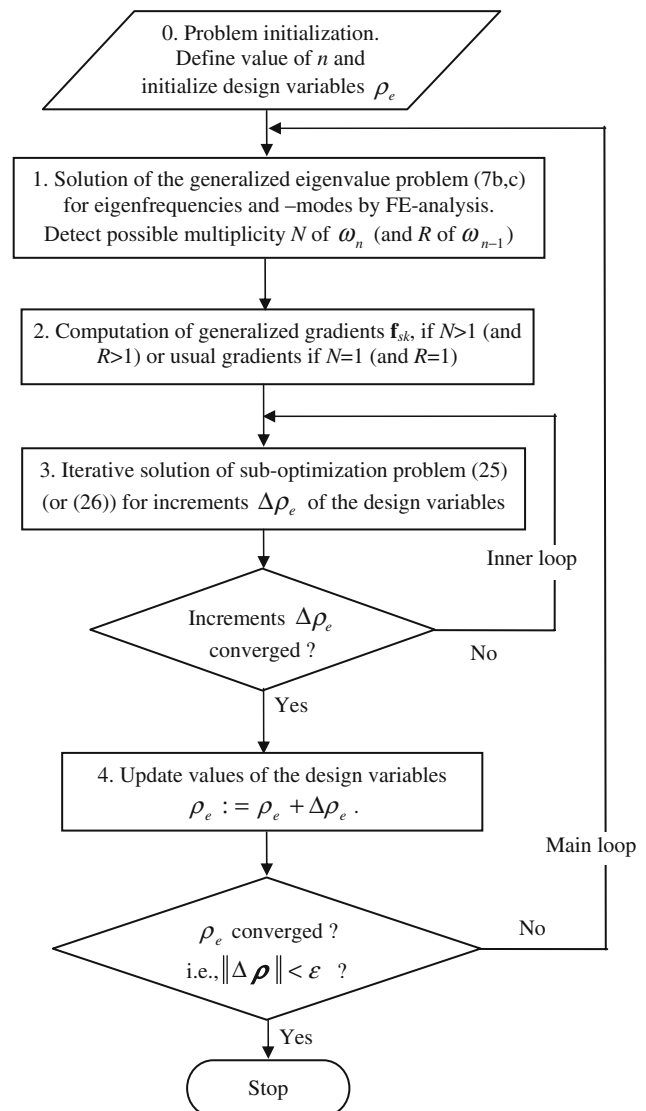 0. Problem initialization.
Define value of n and
initialize design variables ρe
1. Solution of the generalized eigenvalue problem (7b,c)
for eigenfrequencies and –modes by FE-analysis.
Detect possible multiplicity N of ωn (and R of ωn−1)
2. Computation of generalized gradients fsk, if N>1 (and
R>1) or usual gradients if N=1 (and R=1)
3. Iterative solution of sub-optimization problem (25)
(or (26)) for increments Δρe of the design variables
Inner loop
Increments Δρe
converged ?
No
Yes
4. Update values of the design variables
ρe := ρe + Δρe .
Main loop
ρe converged ?
i.e., ‖Δρ‖ < ε ?
No
Yes
Stop